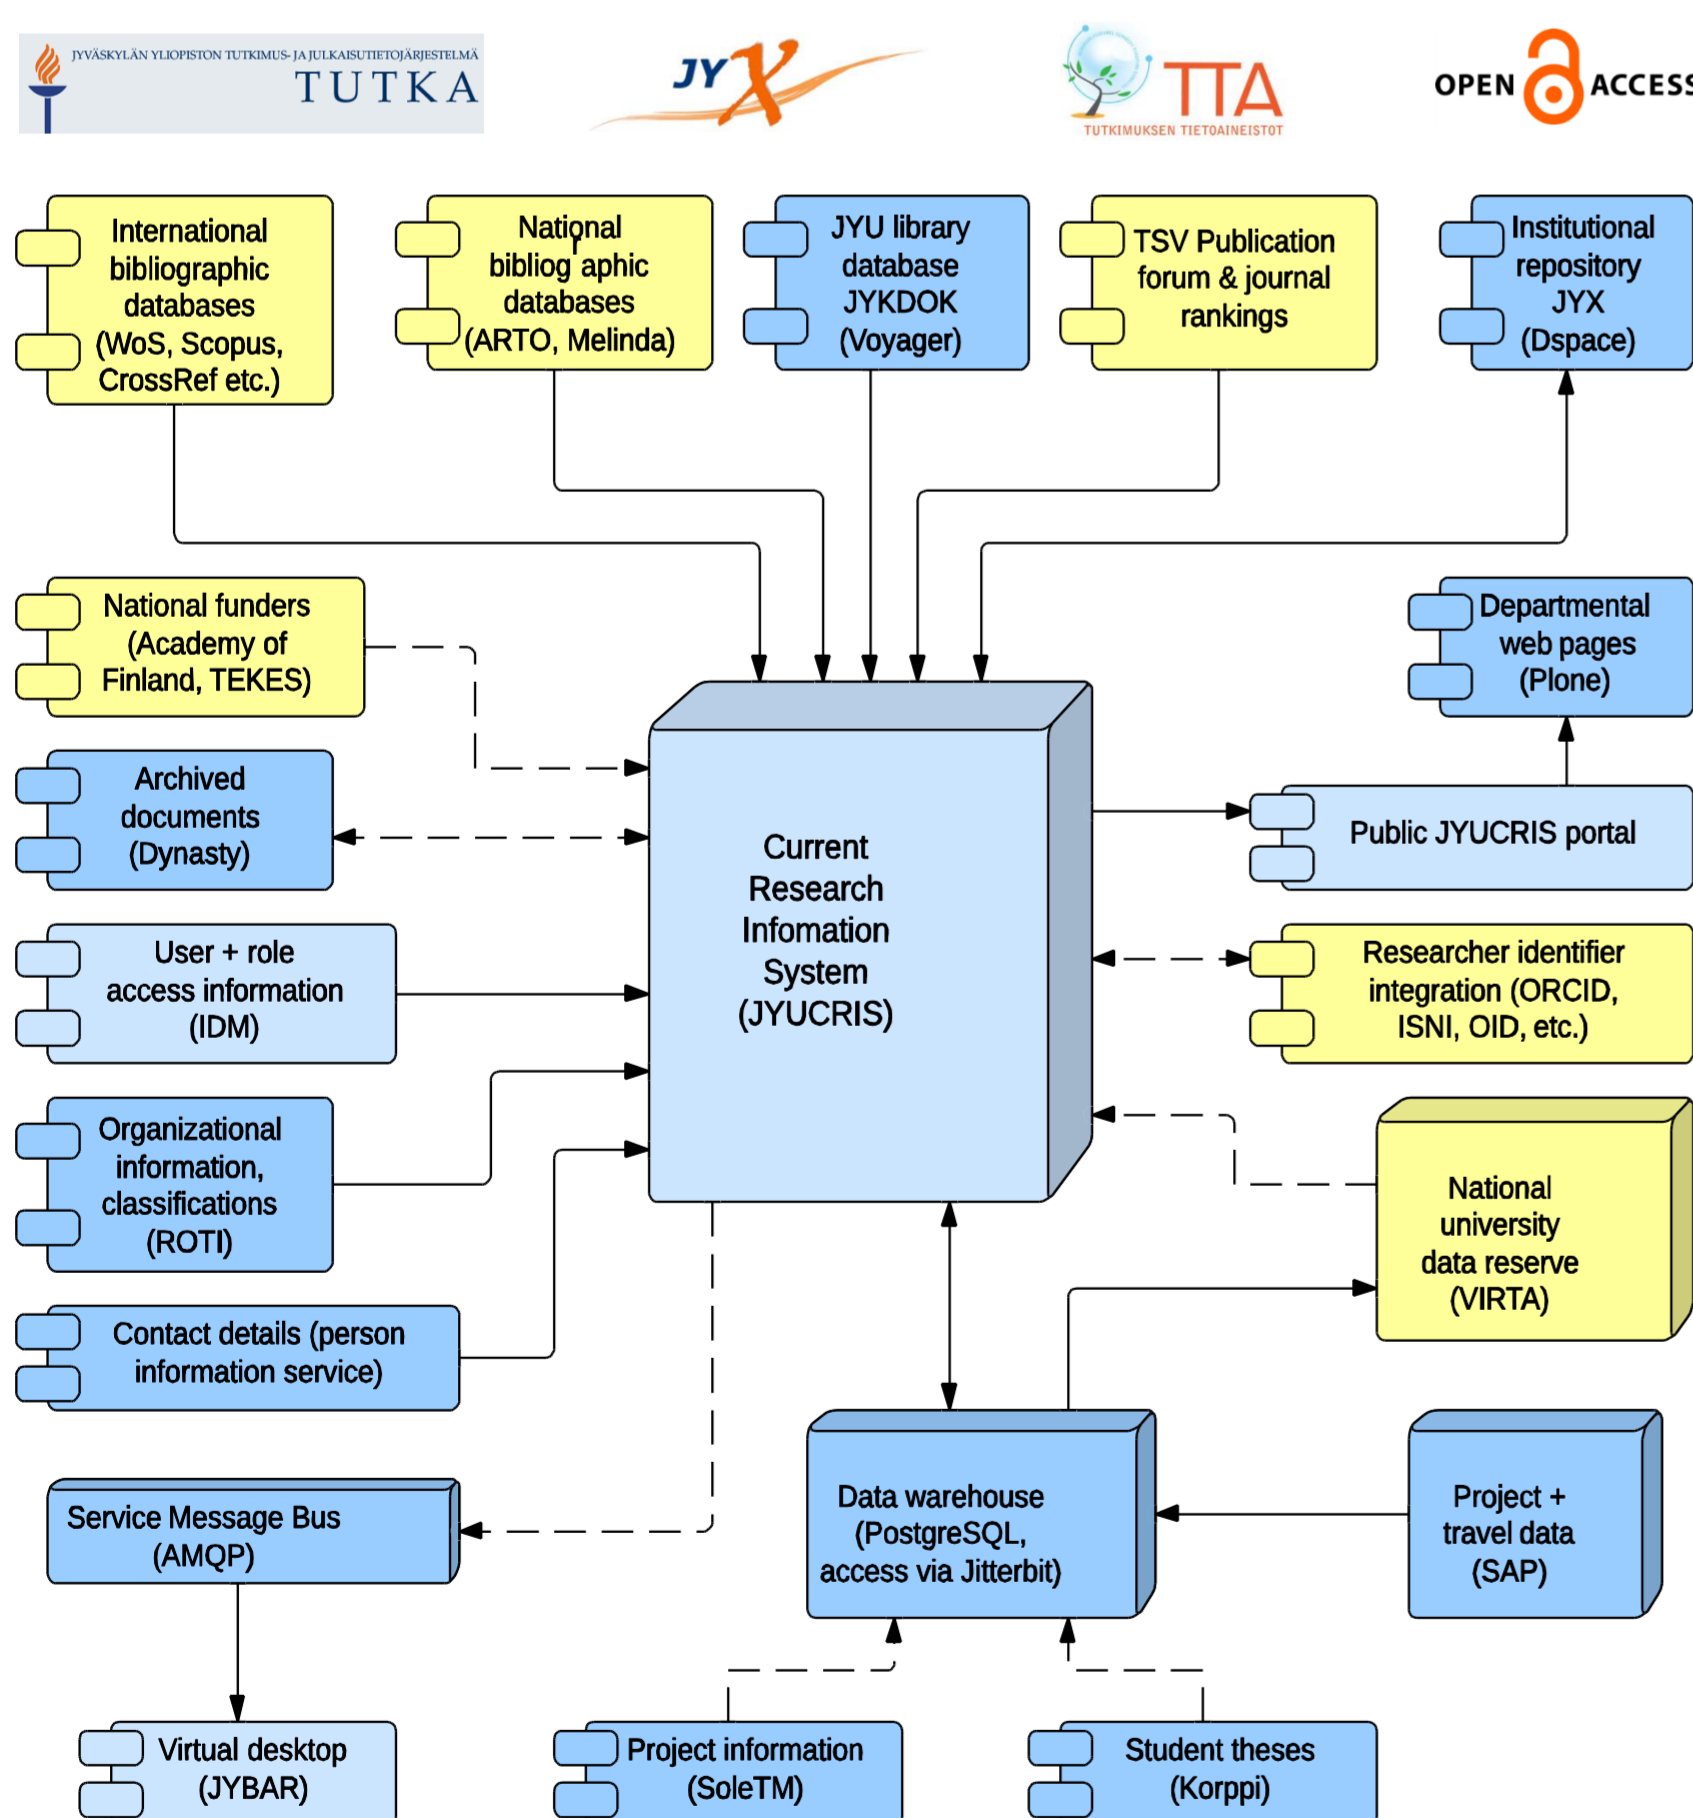 JYVÄSKYLÄN YLIOPISTON TUTKIMUS- JA JULKAISUTIETOJÄRJESTELMÄ
TUTKA
JYX
TTA
TUTKIMUKSEN TIETOAINEISTOT
OPEN ACCESS
International
bibliographic
databases
(WoS, Scopus,
CrossRef etc.)
National
bibliographic
databases
(ARTO, Melinda)
JYU library
database
JYKDOK
(Voyager)
TSV Publication
forum & journal
rankings
Institutional
repository
JYX
(Dspace)
National funders
(Academy of
Finland, TEKES)
Departmental
web pages
(Plone)
Archived
documents
(Dynasty)
Public JYUCRIS portal
Current
Research
Infomation
System
(JYUCRIS)
User + role
access information
(IDM)
Researcher identifier
integration (ORCID,
ISNI, OID, etc.)
Organizational
information,
classifications
(ROTI)
National
university
data reserve
(VIRTA)
Contact details (person
information service)
Service Message Bus
(AMQP)
Data warehouse
(PostgreSQL,
access via Jitterbit)
Project +
travel data
(SAP)
Virtual desktop
(JYBAR)
Project information
(SoleTM)
Student theses
(Korppi)